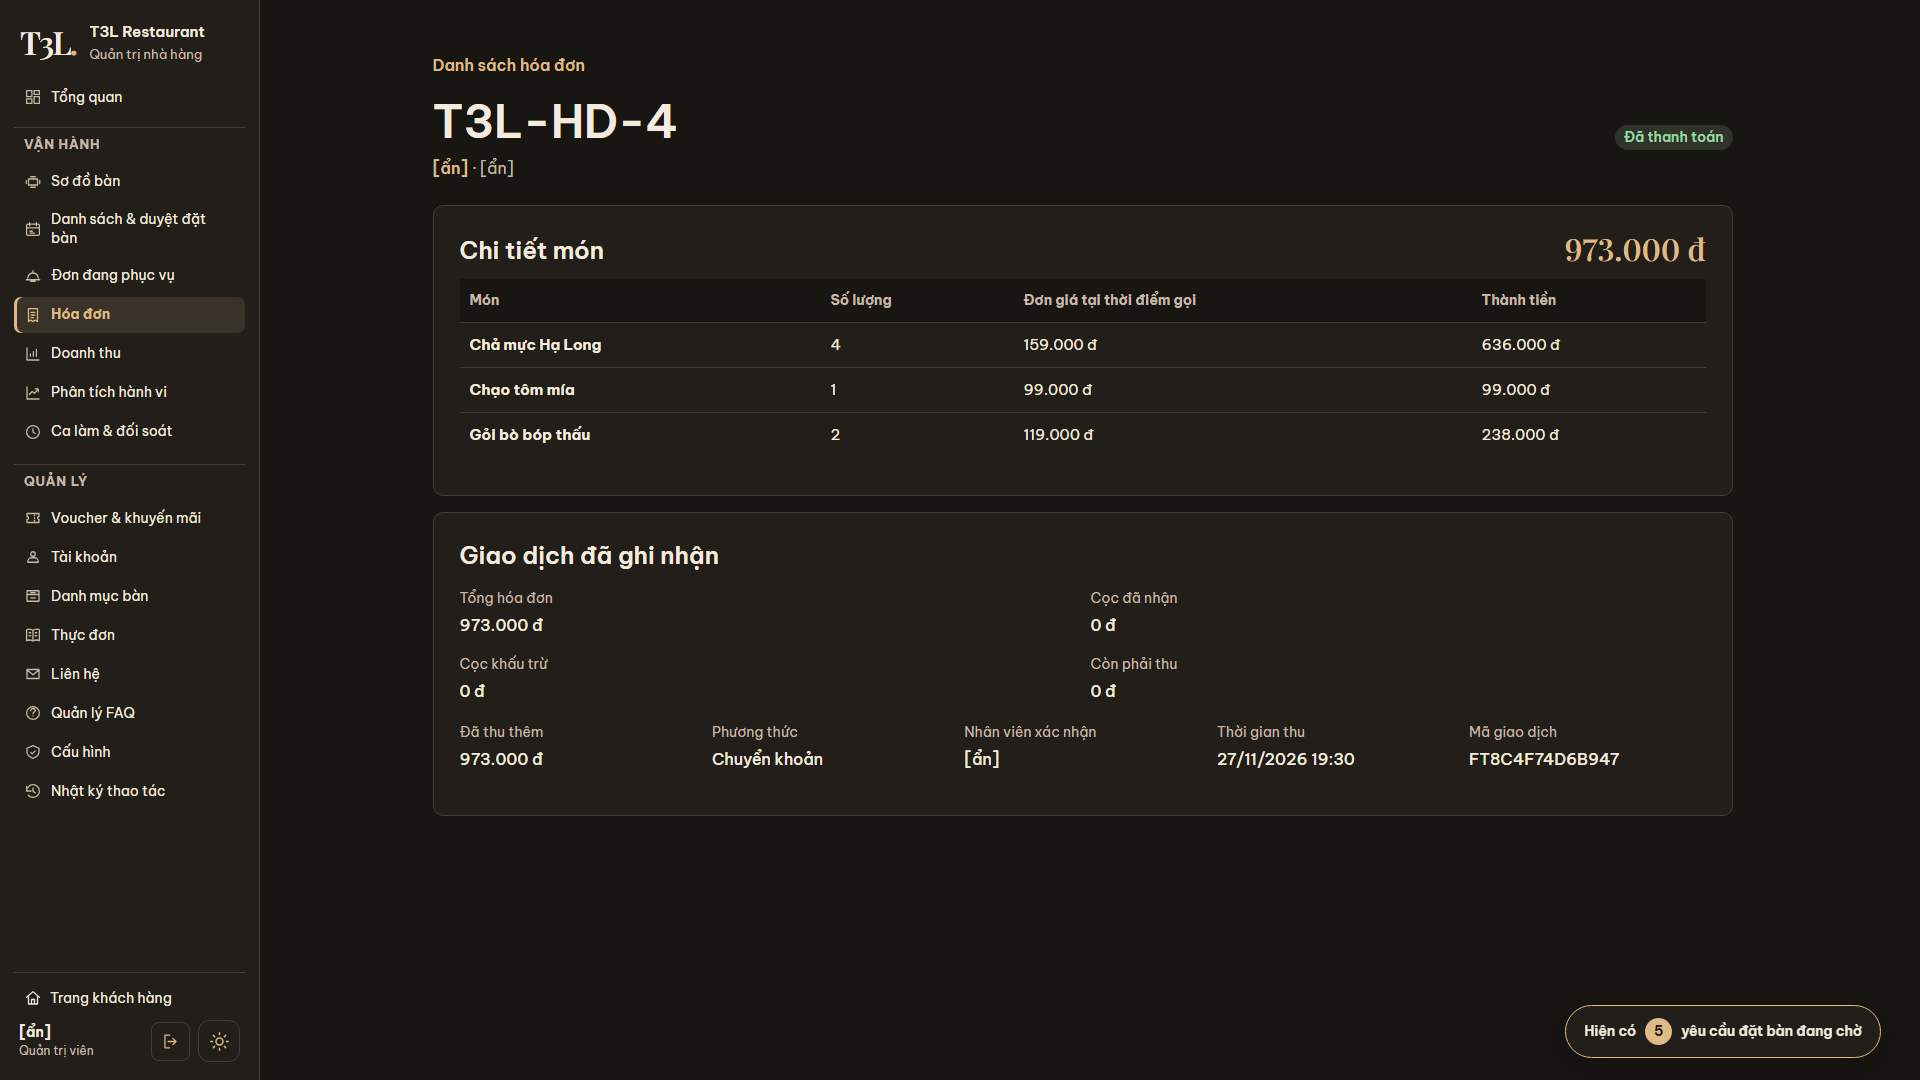 T3L.
T3L Restaurant
Quản trị nhà hàng
Tổng quan
VẬN HÀNH
Sơ đồ bàn
Danh sách & duyệt đặt
bàn
Đơn đang phục vụ
Hóa đơn
Doanh thu
Phân tích hành vi
Ca làm & đối soát
QUẢN LÝ
Voucher & khuyến mãi
Tài khoản
Danh mục bàn
Thực đơn
Liên hệ
Quản lý FAQ
Cấu hình
Nhật ký thao tác
Trang khách hàng
[ẩn]
Quản trị viên
Danh sách hóa đơn
T3L-HD-4
Đã thanh toán
[ẩn] · [ẩn]
Chi tiết món 973.000 đ
Món Số lượng Đơn giá tại thời điểm gọi Thành tiền
Chả mực Hạ Long 4 159.000 đ 636.000 đ
Chạo tôm mía 1 99.000 đ 99.000 đ
Gỏi bò bóp thấu 2 119.000 đ 238.000 đ
Giao dịch đã ghi nhận
Tổng hóa đơn Cọc đã nhận
973.000 đ 0 đ
Cọc khấu trừ Còn phải thu
0 đ 0 đ
Đã thu thêm Phương thức Nhân viên xác nhận Thời gian thu Mã giao dịch
973.000 đ Chuyển khoản [ẩn] 27/11/2026 19:30 FT8C4F74D6B947
Hiện có 5 yêu cầu đặt bàn đang chờ